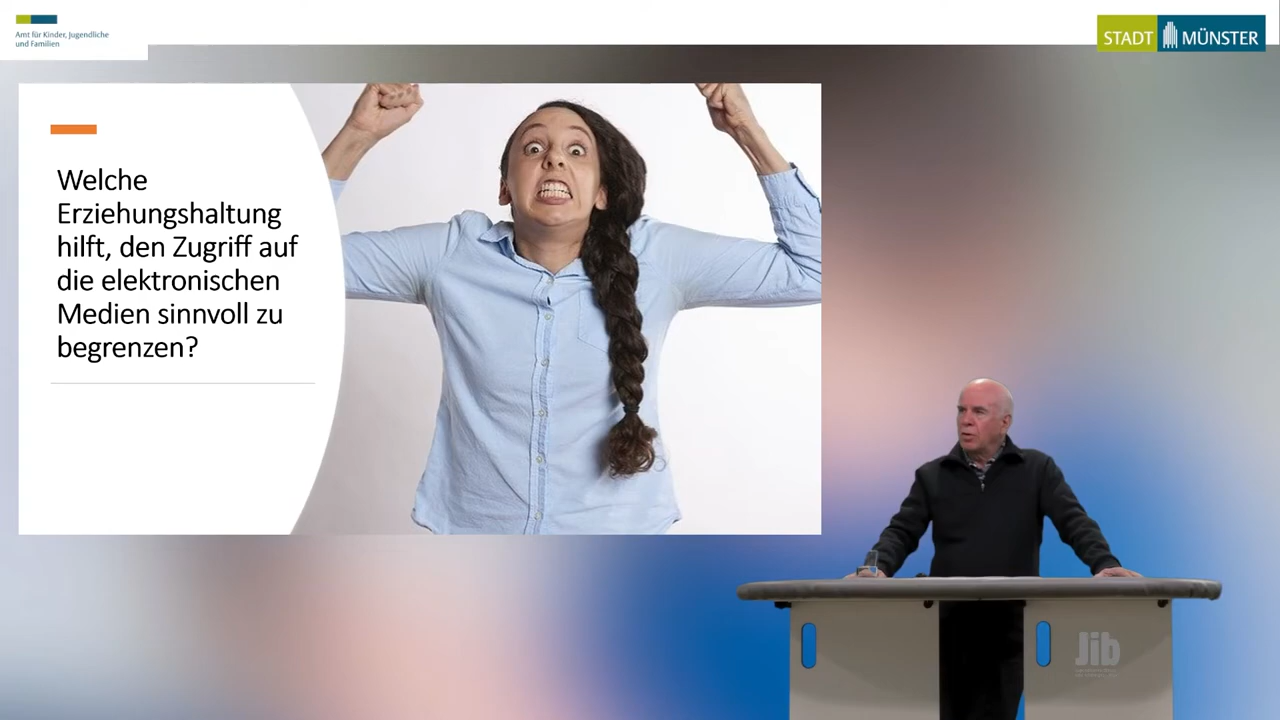 Amt für Kinder, Jugendliche
und Familien
STADT MÜNSTER
Welche
Erziehungshaltung
hilft, den Zugriff auf
die elektronischen
Medien sinnvoll zu
begrenzen?
Jib